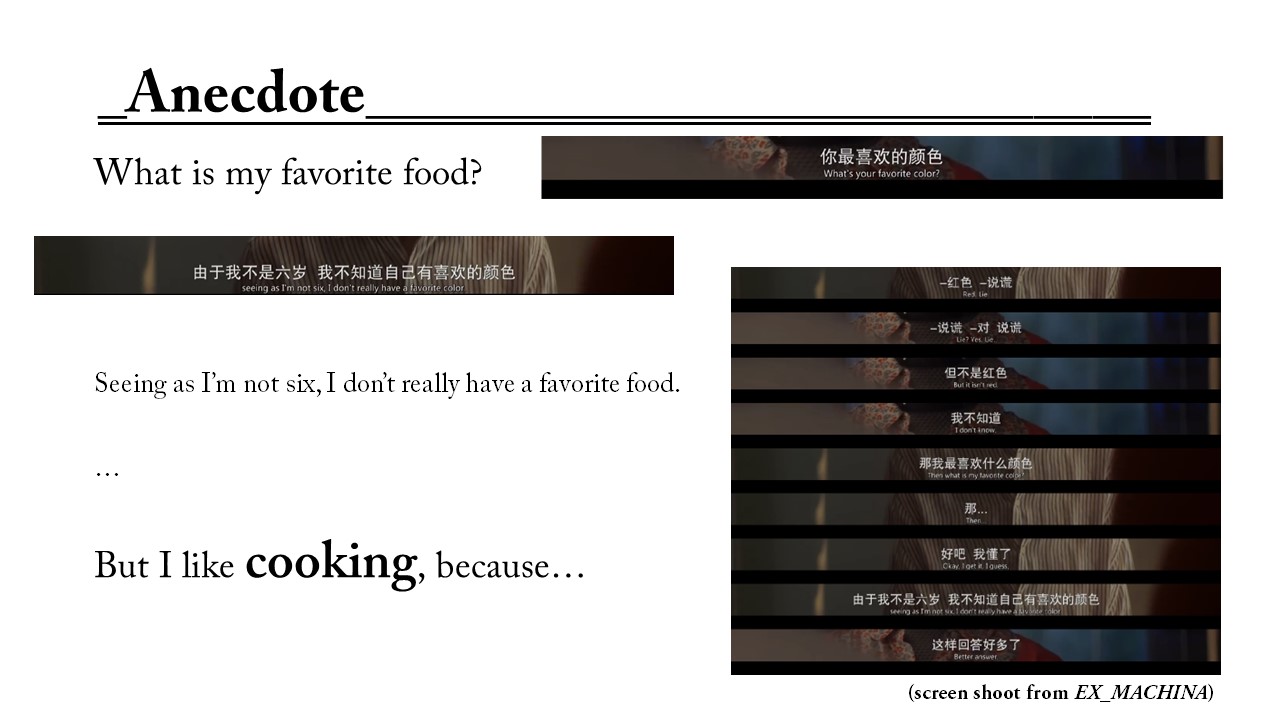 Anecdote
What is my favorite food?
你最喜欢的颜色
What's your favorite color?
由于我不是六岁 我不知道自己有喜欢的颜色
seeing as I'm not six, I don't really have a favorite color
Seeing as I'm not six, I don't really have a favorite food.
…
But I like cooking, because…
–红色 –说谎
Red. Lie.
–说谎 –对 说谎
Lie? Yes. Lie.
但不是红色
But it isn't red.
我不知道
I don't know.
那我最喜欢什么颜色
Then what is my favorite color?
那...
Then...
好吧 我懂了
Okay, I get it. I guess,
由于我不是六岁 我不知道自己有喜欢的颜色
seeing as I'm not six, I don't really have a favorite color
这样回答好多了
Better answer.
(screen shoot from EX_MACHINA)